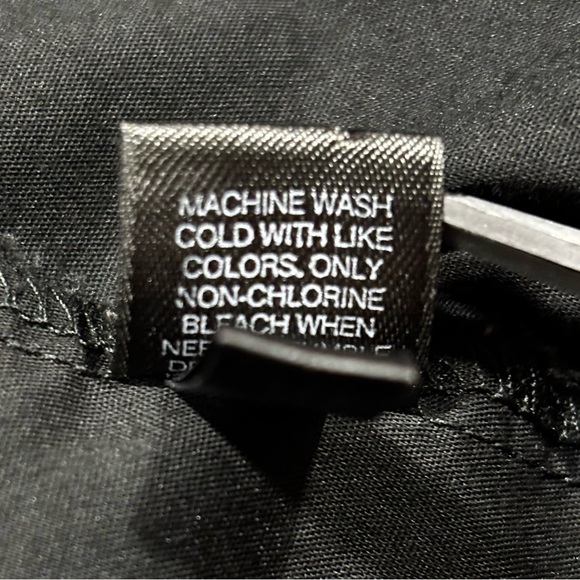 MACHINE WASH
COLD WITH LIKE
COLORS. ONLY
NON-CHLORINE
BLEACH WHEN